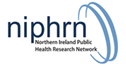 niphrn
Northern Ireland Public
Health Research Network